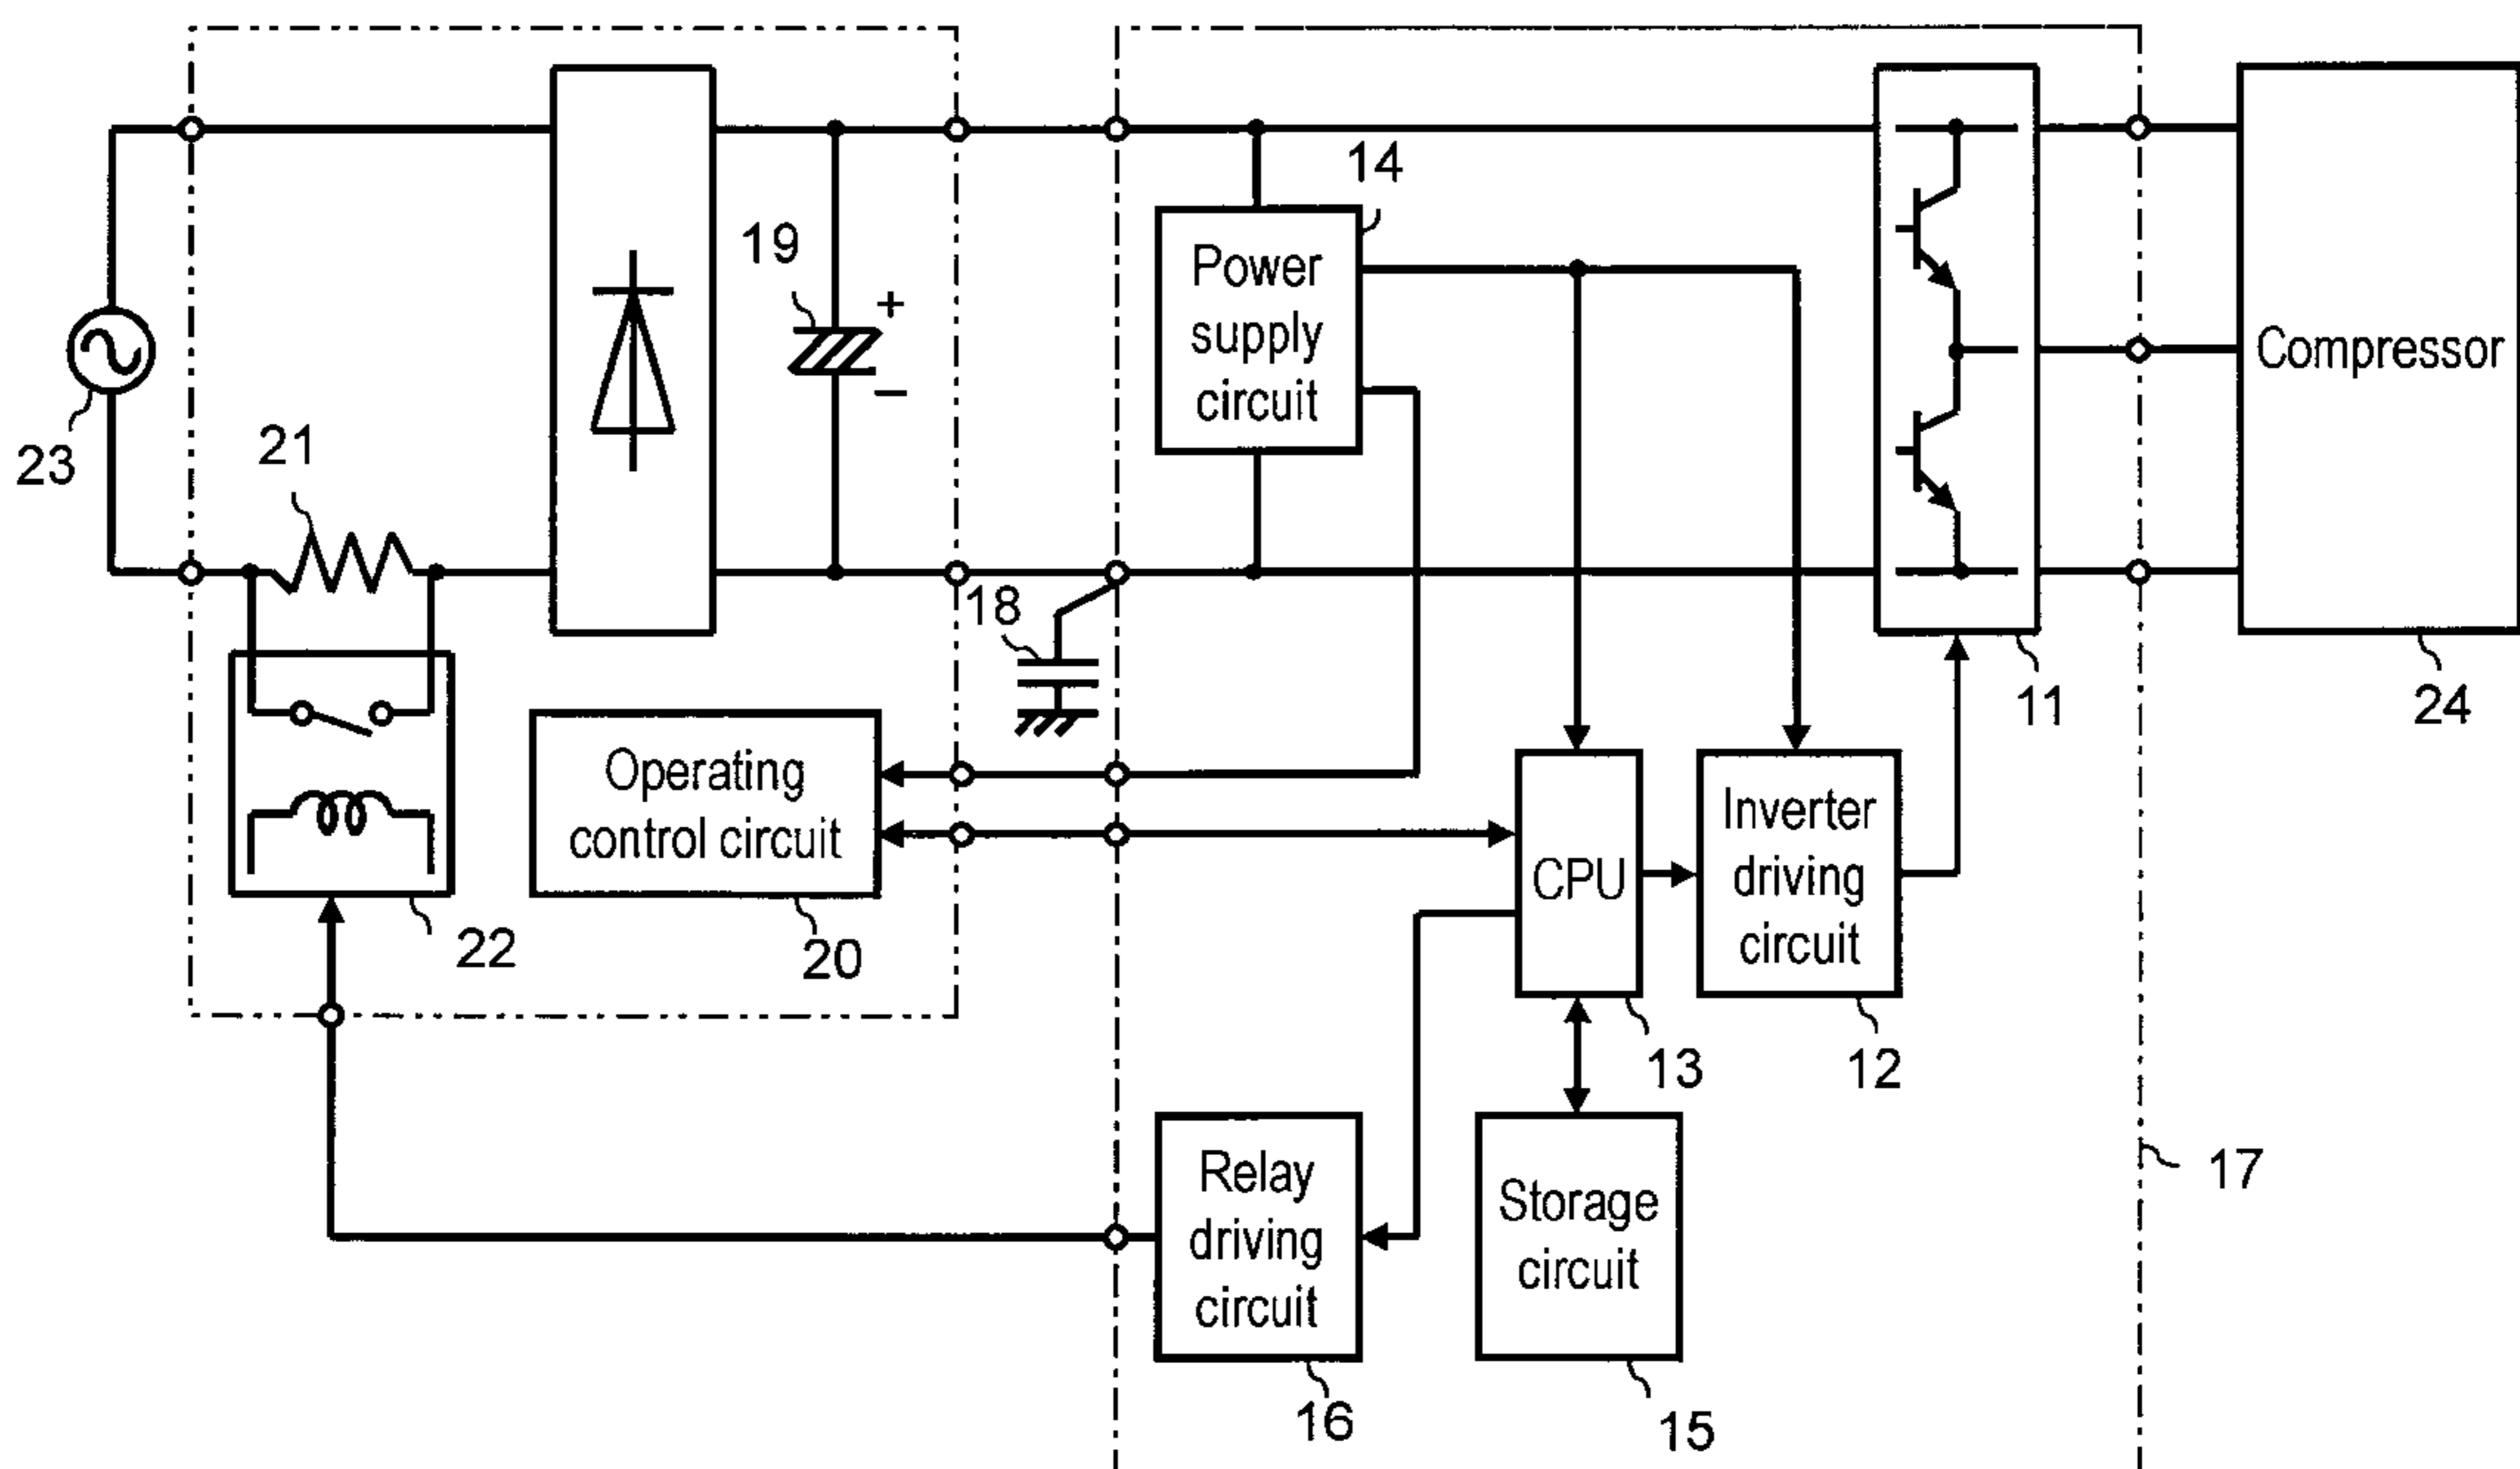 14
19
+
−
Power
supply
circuit
Compressor
23
21
18
11
24
Operating
control circuit
22
20
CPU
Inverter
driving
circuit
13
12
Relay
driving
circuit
Storage
circuit
17
16
15